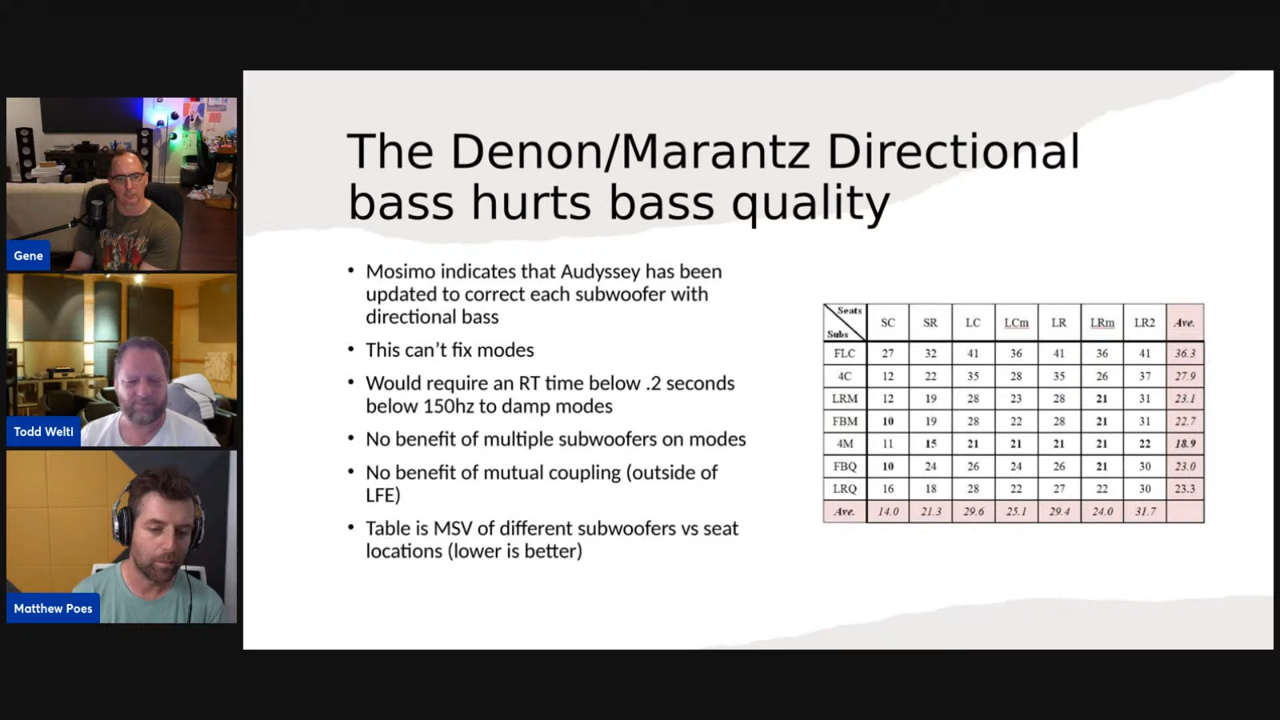 Gene
Todd Welti
Matthew Poes
The Denon/Marantz Directional
bass hurts bass quality
• Mosimo indicates that Audyssey has been
updated to correct each subwoofer with
directional bass
• This can’t fix modes
• Would require an RT time below .2 seconds
below 150hz to damp modes
• No benefit of multiple subwoofers on modes
• No benefit of mutual coupling (outside of
LFE)
• Table is MSV of different subwoofers vs seat
locations (lower is better)
Seats
Subs SC SR LC LCm LR LRm LR2 Ave.
FLC 27 32 41 36 41 36 41 36.3
4C 12 22 35 28 35 26 37 27.9
LRM 12 19 28 23 28 21 31 23.1
FBM 10 19 28 22 28 21 31 22.7
4M 11 15 21 21 21 21 22 18.9
FBQ 10 24 26 24 26 21 30 23.0
LRQ 16 18 28 22 27 22 30 23.3
Ave. 14.0 21.3 29.6 25.1 29.4 24.0 31.7